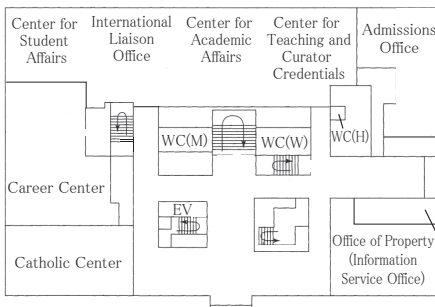 Center for
Student
Affairs
International
Liaison
Office
Center for
Academic
Affairs
Center for
Teaching and
Curator
Credentials
Admissions
Office
WC(M)
WC(W)
WC(H)
Career Center
EV
Catholic Center
Office of Property
(Information
Service Office)